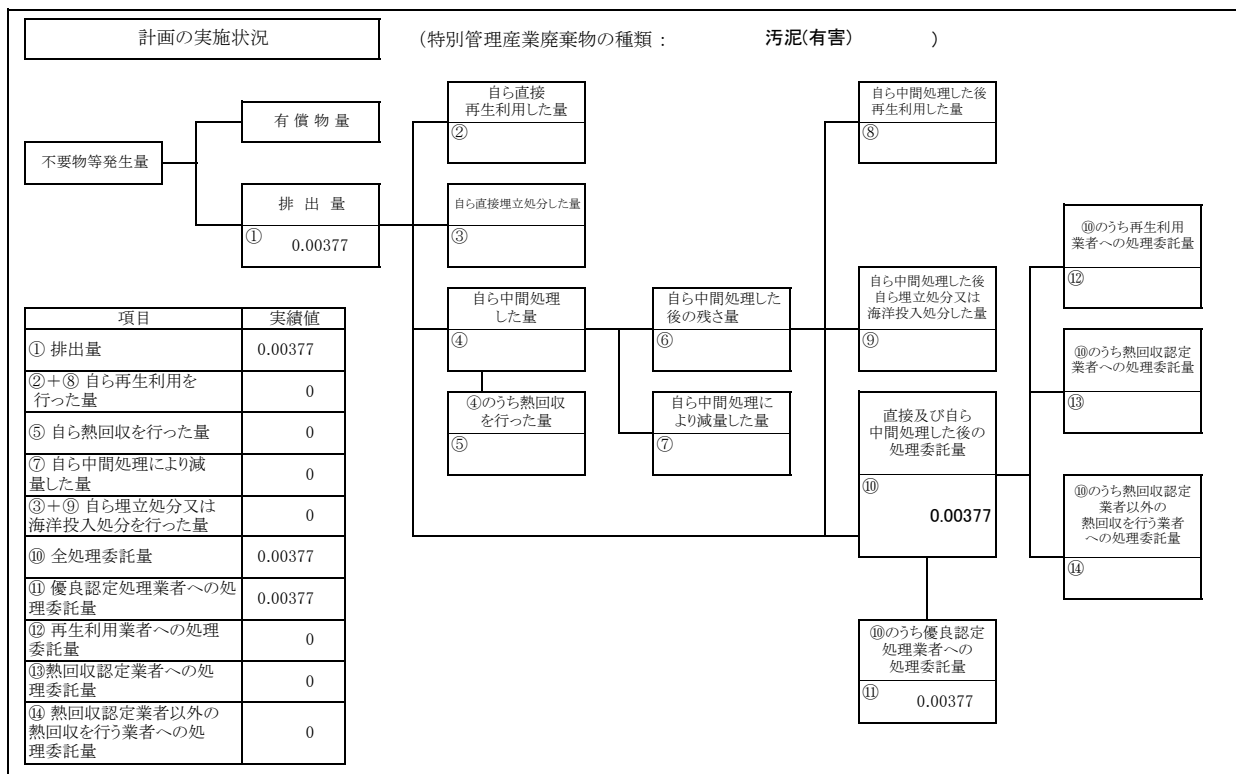 計画の実施状況
(特別管理産業廃棄物の種類： 汚泥(有害) )
不要物等発生量
有 償 物 量
排 出 量
① 0.00377
自ら直接
再生利用した量
②
自ら直接埋立処分した量
③
自ら中間処理
した量
④
④のうち熱回収
を行った量
⑤
自ら中間処理した
後の残さ量
⑥
自ら中間処理に
より減量した量
⑦
自ら中間処理した後
再生利用した量
⑧
自ら中間処理した後
自ら埋立処分又は
海洋投入処分した量
⑨
直接及び自ら
中間処理した後の
処理委託量
⑩
0.00377
⑩のうち優良認定
処理業者への
処理委託量
⑪ 0.00377
⑩のうち再生利用
業者への処理委託量
⑫
⑩のうち熱回収認定
業者への処理委託量
⑬
⑩のうち熱回収認定
業者以外の
熱回収を行う業者
への処理委託量
⑭
項目 実績値
① 排出量 0.00377
②＋⑧ 自ら再生利用を
行った量 0
⑤ 自ら熱回収を行った量 0
⑦ 自ら中間処理により減
量した量 0
③＋⑨ 自ら埋立処分又は
海洋投入処分を行った量 0
⑩ 全処理委託量 0.00377
⑪ 優良認定処理業者への処
理委託量 0.00377
⑫ 再生利用業者への処理
委託量 0
⑬熱回収認定業者への処
理委託量 0
⑭ 熱回収認定業者以外の
熱回収を行う業者への処
理委託量 0